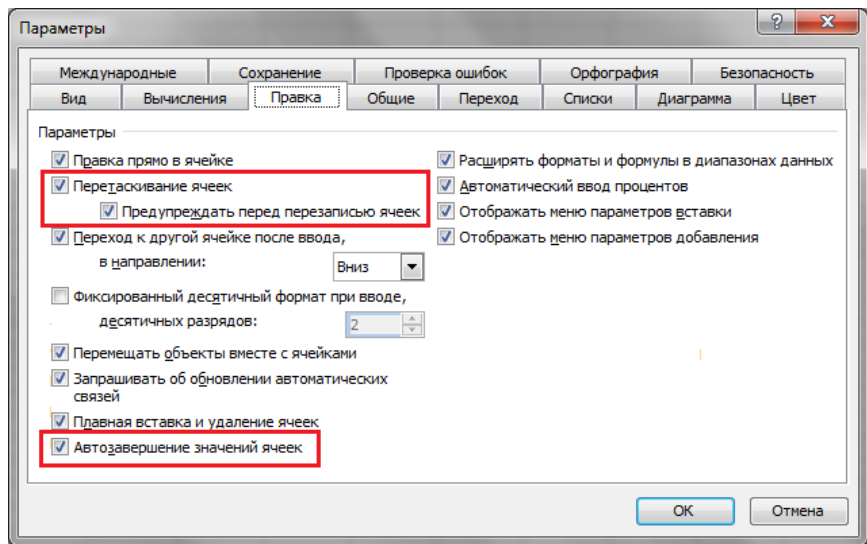 Параметры
Международные
Сохранение
Проверка ошибок
Орфография
Безопасность
Вид
Вычисления
Правка
Общие
Переход
Списки
Диаграмма
Цвет
Параметры
Правка прямо в ячейке
Перетаскивание ячеек
Предупреждать перед перезаписью ячеек
Переход к другой ячейке после ввода,
в направлении:
Вниз
Фиксированный десятичный формат при вводе,
десятичных разрядов:
2
Перемещать объекты вместе с ячейками
Запрашивать об обновлении автоматических
связей
Плавная вставка и удаление ячеек
Автозавершение значений ячеек
Расширять форматы и формулы в диапазонах данных
Автоматический ввод процентов
Отображать меню параметров вставки
Отображать меню параметров добавления
ОК
Отмена